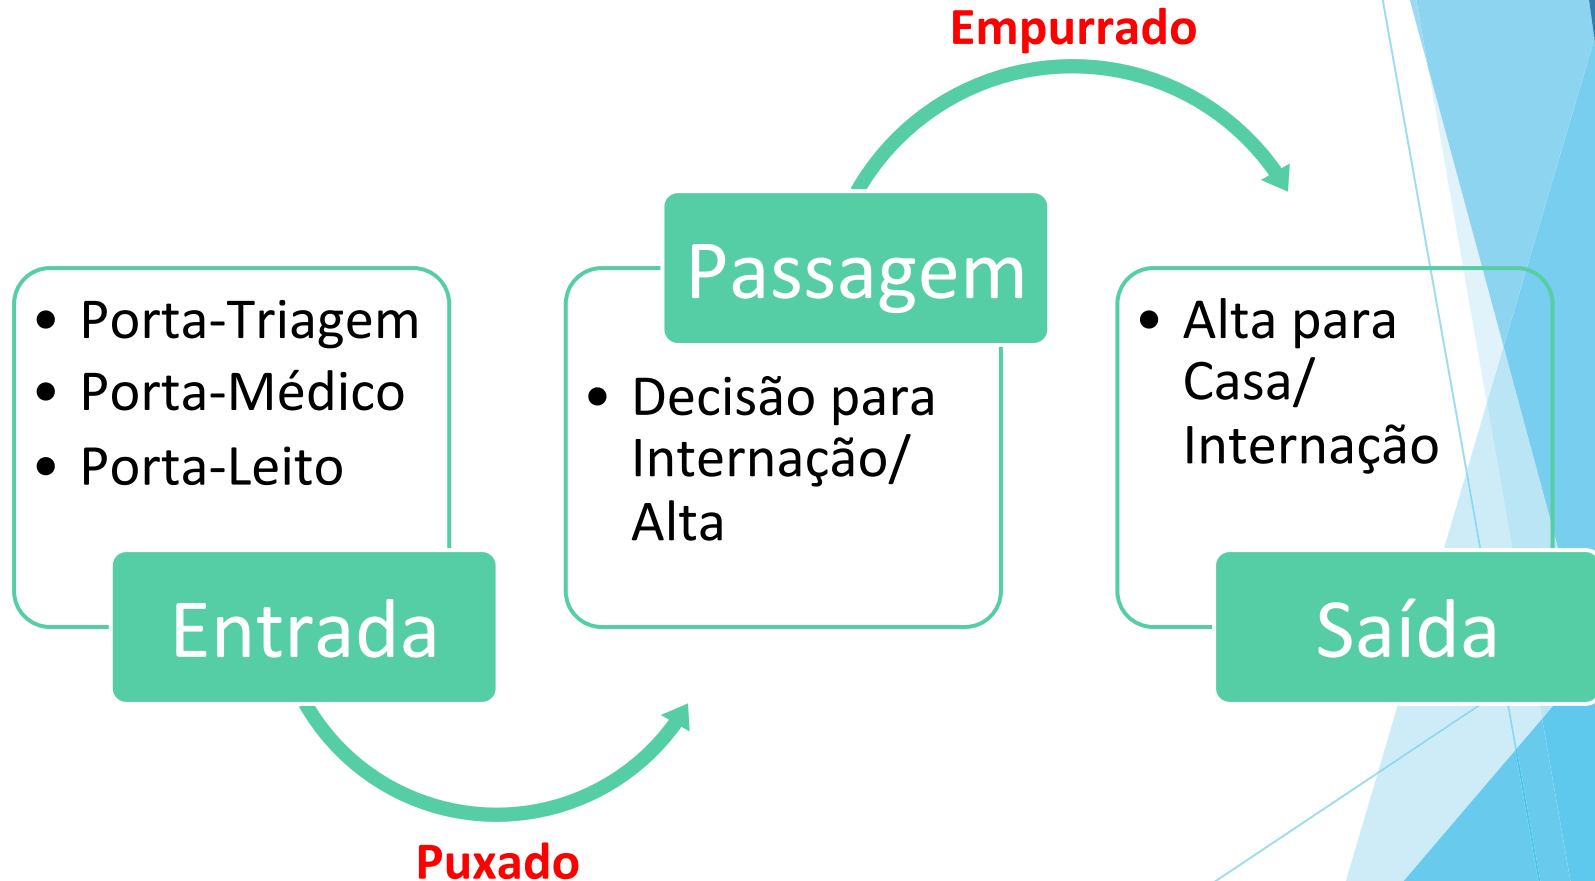 Empurrado
• Porta-Triagem
• Porta-Médico
• Porta-Leito
Entrada
Puxado
Passagem
• Decisão para
Internação/
Alta
• Alta para
Casa/
Internação
Saída